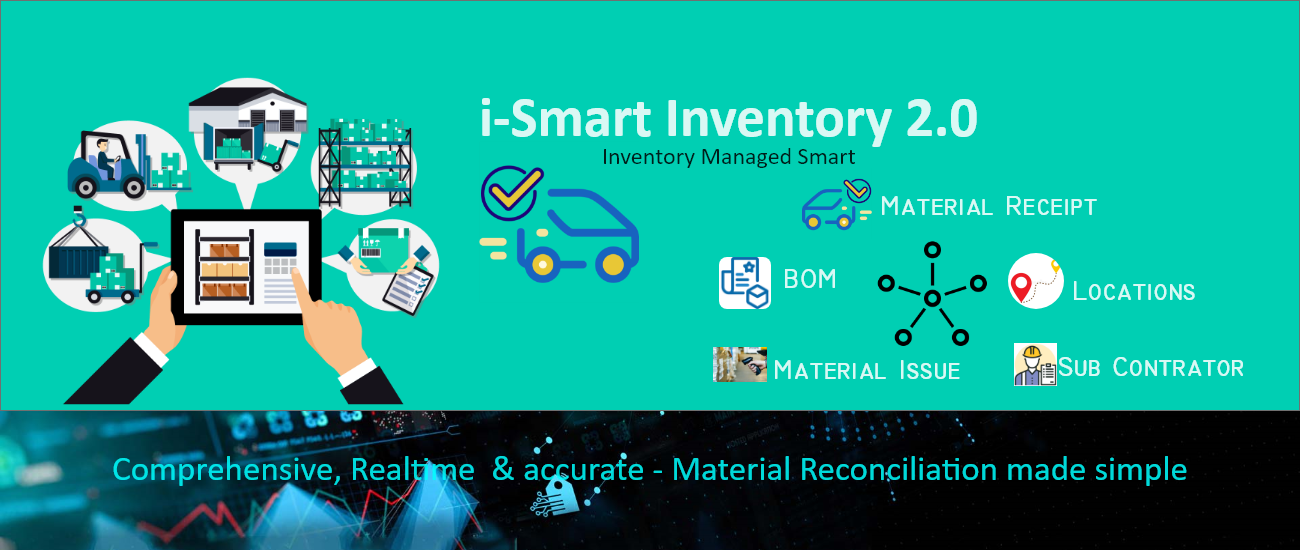 i-Smart Inventory 2.0
Inventory Managed Smart
Material Receipt
BOM
Locations
Material Issue
Sub Contrator
Comprehensive, Realtime & accurate - Material Reconciliation made simple